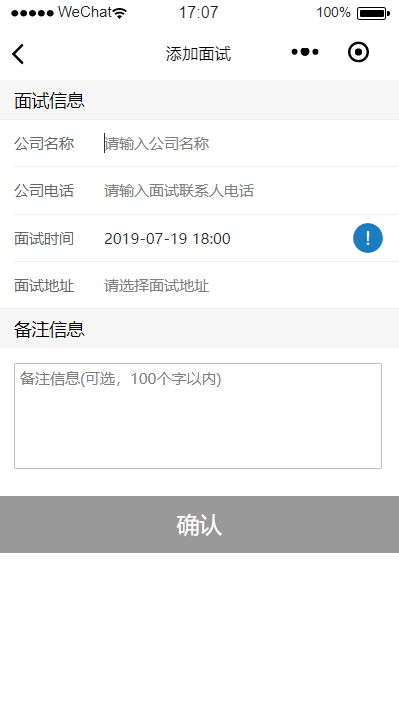 WeChat 17:07 100%
添加面试
面试信息
公司名称 请输入公司名称
公司电话 请输入面试联系人电话
面试时间 2019-07-19 18:00 !
面试地址 请选择面试地址
备注信息
备注信息(可选，100个字以内)
确认